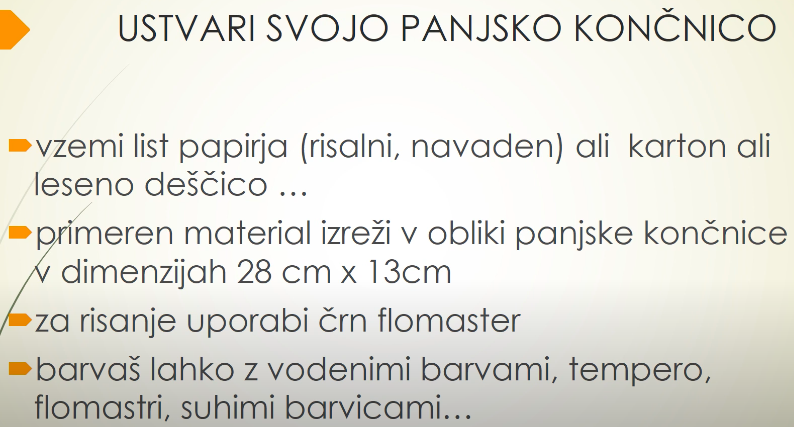 USTVARI SVOJO PANJSKO KONČNICO
vzemi list papirja (risalni, navaden) ali karton ali
leseno deščico …
primeren material izreži v obliki panjske končnice
v dimenzijah 28 cm x 13cm
za risanje uporabi črn flomaster
barvaš lahko z vodenimi barvami, tempero,
flomastri, suhimi barvicami…